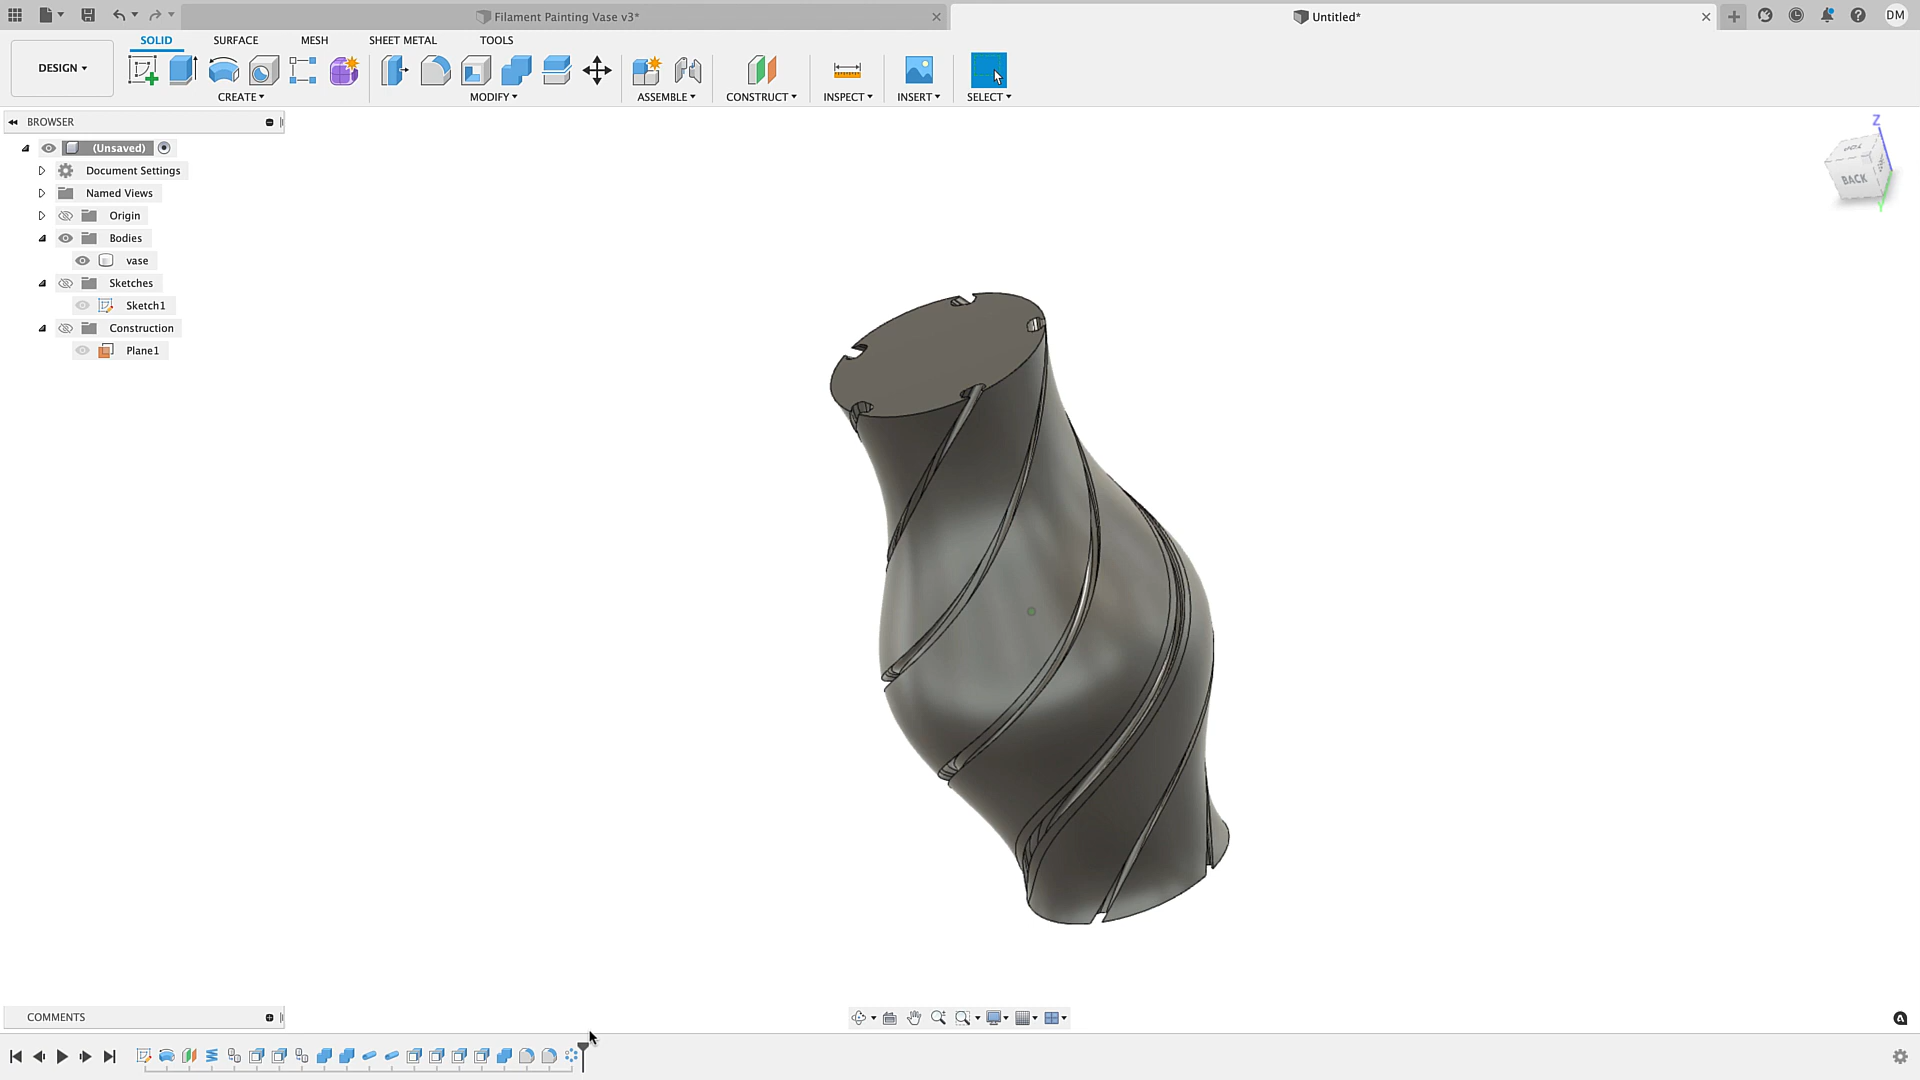 Filament Painting Vase v3*
Untitled*
DM
SOLID
SURFACE
MESH
SHEET METAL
TOOLS
DESIGN
CREATE
MODIFY
ASSEMBLE
CONSTRUCT
INSPECT
INSERT
SELECT
BROWSER
(Unsaved)
Document Settings
Named Views
Origin
Bodies
vase
Sketches
Sketch1
Construction
Plane1
Z
TOP
BACK
Y
COMMENTS